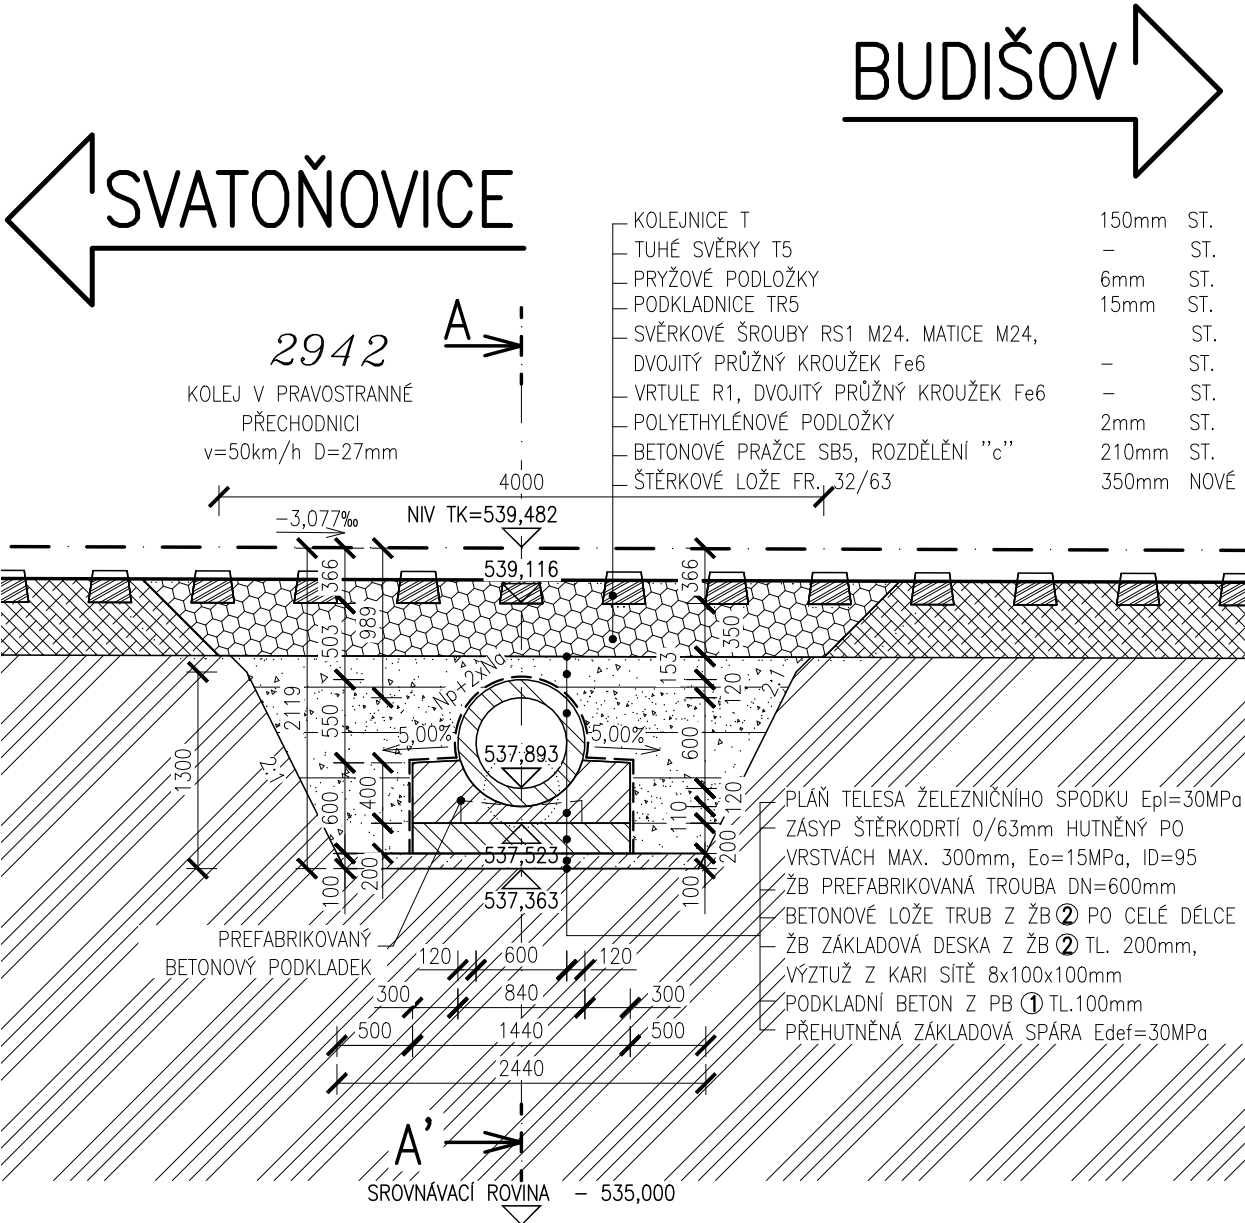 BUDIŠOV
SVATOŇOVICE
KOLEJNICE T 150mm ST.
TUHÉ SVĚRKY T5 – ST.
PRYŽOVÉ PODLOŽKY 6mm ST.
PODKLADNICE TR5 15mm ST.
SVĚRKOVÉ ŠROUBY RS1 M24. MATICE M24, ST.
DVOJITÝ PRŮŽNÝ KROUŽEK Fe6 – ST.
VRTULE R1, DVOJITÝ PRŮŽNÝ KROUŽEK Fe6 – ST.
POLYETHYLÉNOVÉ PODLOŽKY 2mm ST.
BETONOVÉ PRAŽCE SB5, ROZDĚLENÍ ’’c’’ 210mm ST.
ŠTĚRKOVÉ LOŽE FR. 32/63 350mm NOVÉ
A
2942
KOLEJ V PRAVOSTRANNÉ
PŘECHODNICI
v=50km/h D=27mm
4000
NIV TK=539,482
–3,077‰
539,116
366
989
503
2119
550
1300
600
400
200
100
366
350
153
120
600
120
110
200
100
Np+2xNa
2:1
2:1
5,00%
5,00%
537,893
537,523
537,363
PLÁŇ TELESA ŽELEZNIČNÍHO SPODKU Epl=30MPa
ZÁSYP ŠTĚRKODRTÍ 0/63mm HUTNĚNÝ PO
VRSTVÁCH MAX. 300mm, Eo=15MPa, ID=95
ŽB PREFABRIKOVANÁ TROUBA DN=600mm
BETONOVÉ LOŽE TRUB Z ŽB ② PO CELÉ DÉLCE
ŽB ZÁKLADOVÁ DESKA Z ŽB ② TL. 200mm,
VÝZTUŽ Z KARI SÍTĚ 8x100x100mm
PODKLADNÍ BETON Z PB ① TL.100mm
PŘEHUTNĚNÁ ZÁKLADOVÁ SPÁRA Edef=30MPa
PREFABRIKOVANÝ
BETONOVÝ PODKLADEK
120 600 120
300 840 300
500 1440 500
2440
A’
SROVNÁVACÍ ROVINA – 535,000